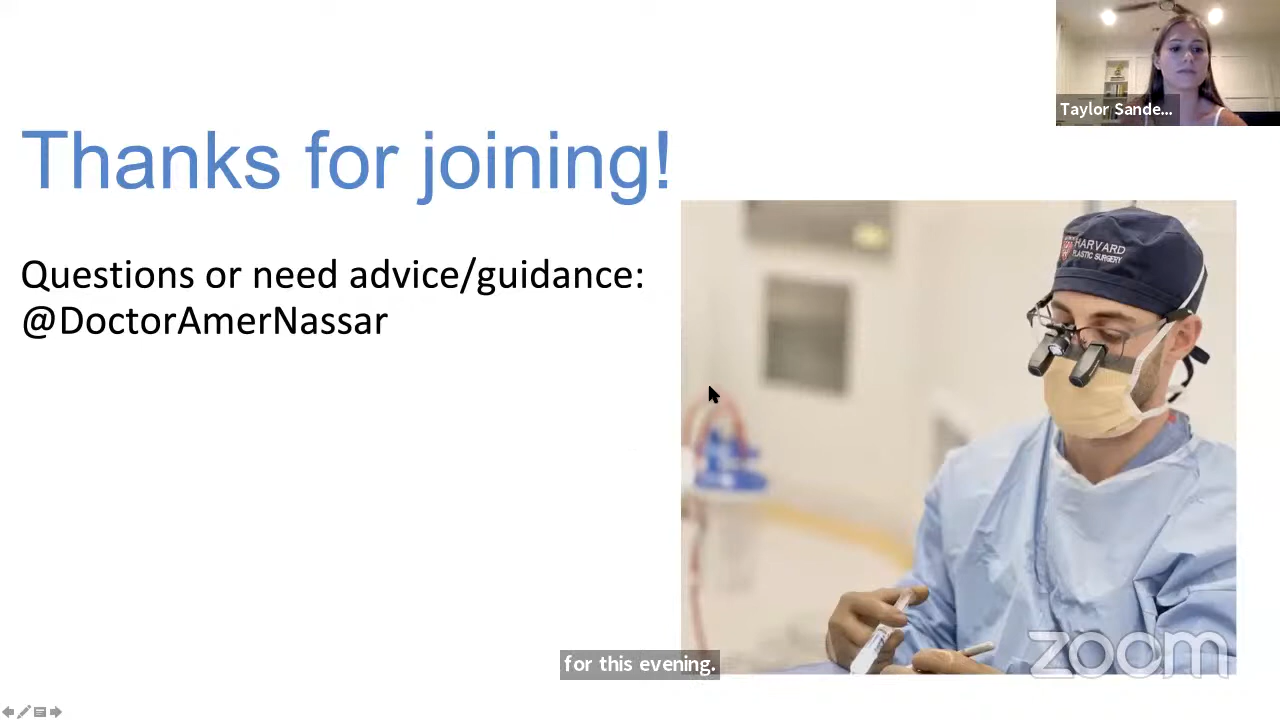 Taylor Sande...
Thanks for joining!
Questions or need advice/guidance:
@DoctorAmerNassar
HARVARD
PLASTIC SURGERY
for this evening.
zoom